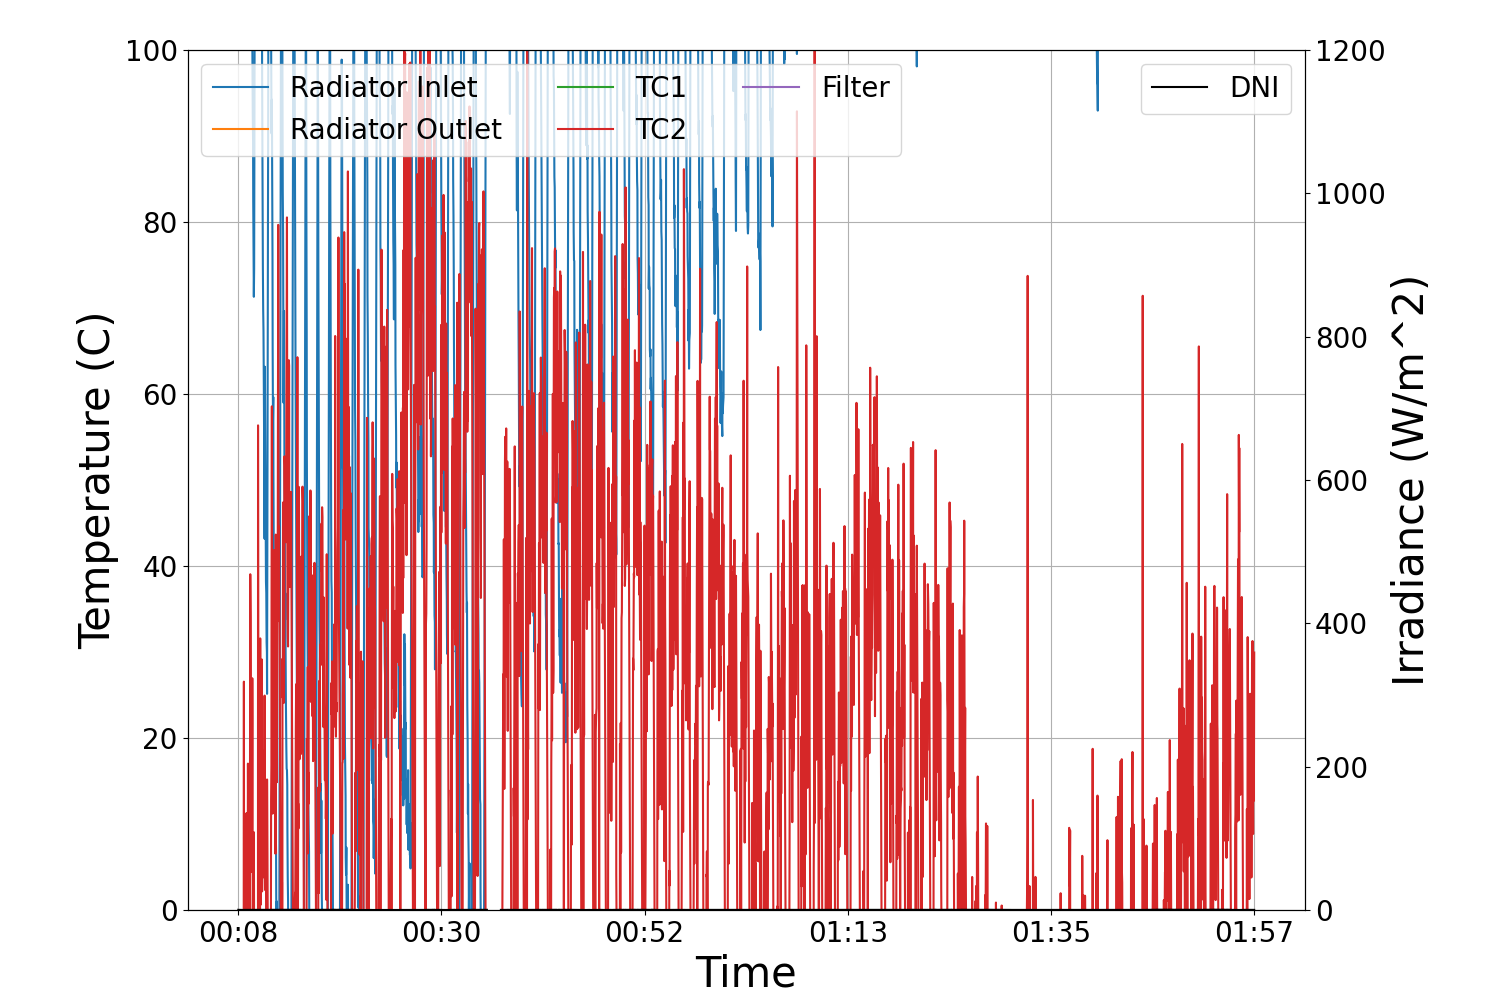 Radiator Inlet
Radiator Outlet
TC1
TC2
Filter
DNI
100
80
60
40
20
0
Temperature (C)
1200
1000
800
600
400
200
0
Irradiance (W/m^2)
00:08 00:30 00:52 01:13 01:35 01:57
Time